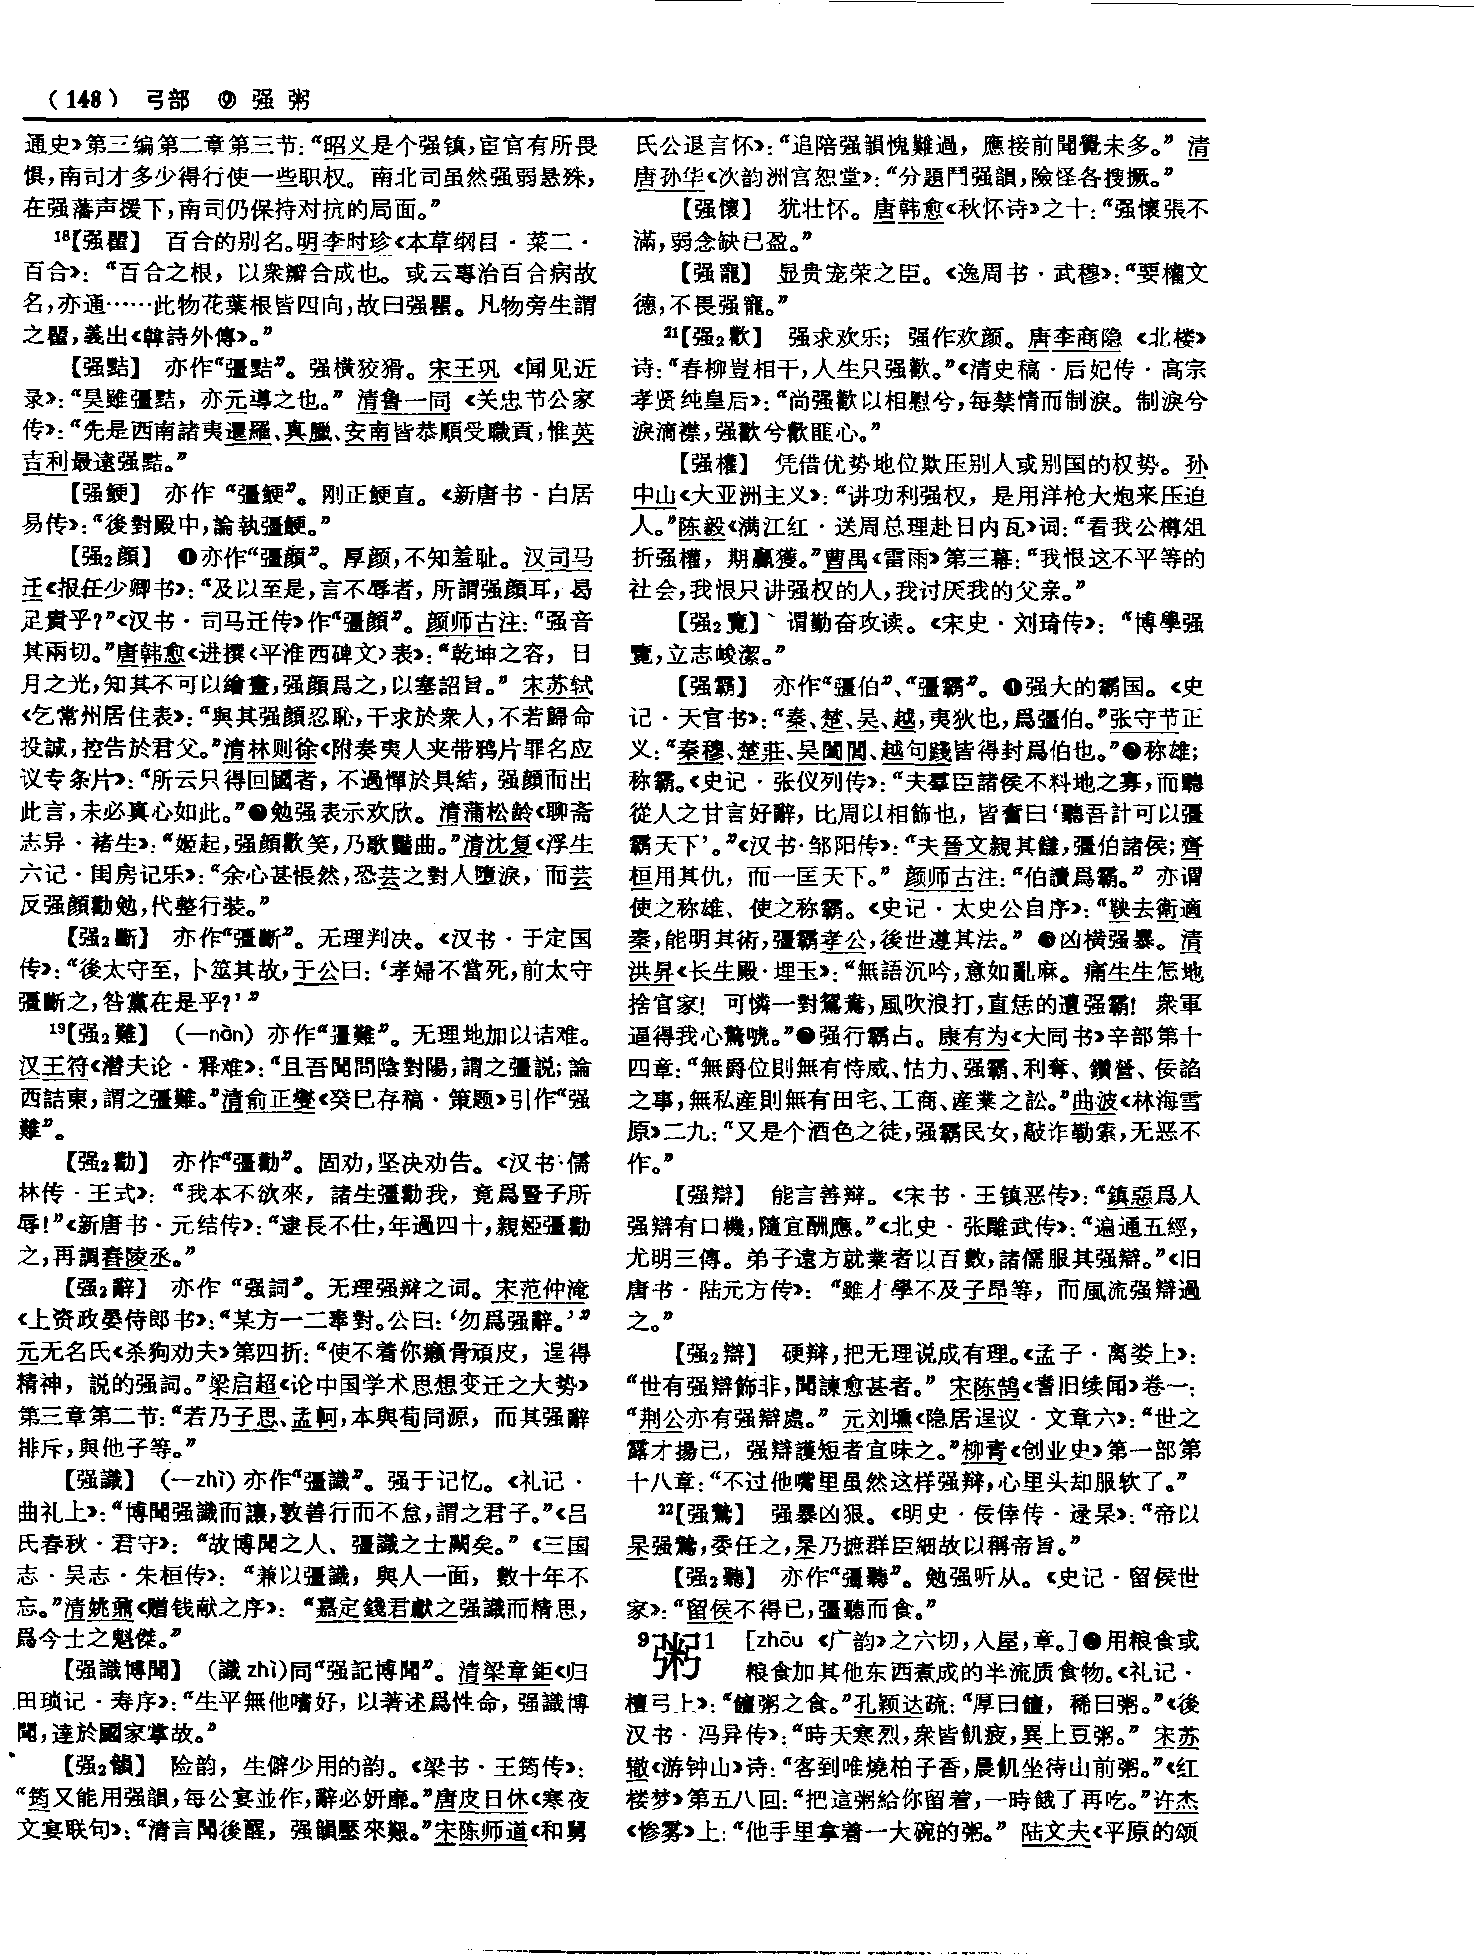 （148） 弓部 ⑨ 强 粥
通史》第三编第二章第三节：“昭义是个强镇，宦官有所畏
惧，南司才多少得行使一些职权。南北司虽然强弱悬殊，
在强藩声援下，南司仍保持对抗的局面。”
18【强瞿】 百合的别名。明李时珍《本草纲目·菜二·
百合》：“百合之根，以衆瓣合成也。或云專治百合病故
名，亦通……此物花葉根皆四向，故曰强瞿。凡物旁生謂
之瞿，義出《韓詩外傳》。”
【强黠】 亦作“彊黠”。强横狡猾。宋王巩《闻见近
录》：“吴雖彊黠，亦元導之也。”清鲁一同《关忠节公家
传》：“先是西南諸夷暹羅、真臘、安南皆恭順受職貢，惟英
吉利最遠强黠。”
【强鯁】 亦作“彊鯁”。刚正鲠直。《新唐书·白居
易传》：“後對殿中，論執彊鯁。”
【强2顔】 ❶亦作“彊顔”。厚颜，不知羞耻。汉司马
迁《报任少卿书》：“及以至是，言不辱者，所謂强顔耳，曷
足貴乎？”《汉书·司马迁传》作“彊顔”。颜师古注：“强音
其兩切。”唐韩愈《进撰〈平淮西碑文〉表》：“乾坤之容，日
月之光，知其不可以繪畫，强顔爲之，以塞詔旨。”宋苏轼
《乞常州居住表》：“與其强顔忍恥，干求於衆人，不若歸命
投誠，控告於君父。”清林则徐《附奏夷人夹带鸦片罪名应
议专条片》：“所云只得回國者，不過憚於具結，强顔而出
此言，未必真心如此。”❷勉强表示欢欣。清蒲松龄《聊斋
志异·褚生》：“姬起，强顔歡笑，乃歌豔曲。”清沈复《浮生
六记·闺房记乐》：“余心甚悵然，恐芸之對人墮淚，而芸
反强顔勸勉，代整行装。”
【强2斷】 亦作“彊斷”。无理判决。《汉书·于定国
传》：“後太守至，卜筮其故，于公曰：‘孝婦不當死，前太守
彊斷之，咎黨在是乎？’”
19【强2難】 （—nàn）亦作“彊難”。无理地加以诘难。
汉王符《潜夫论·释难》：“且吾聞問陰對陽，謂之彊説；論
西詰東，謂之彊難。”清俞正燮《癸巳存稿·策题》引作“强
難”。
【强2勸】 亦作“彊勸”。固劝，坚决劝告。《汉书·儒
林传·王式》：“我本不欲來，諸生彊勸我，竟爲豎子所
辱！”《新唐书·元结传》：“逮長不仕，年過四十，親婭彊勸
之，再調舂陵丞。”
【强2辭】 亦作“强詞”。无理强辩之词。宋范仲淹
《上资政晏侍郎书》：“某方一二奉對。公曰：‘勿爲强辭。’”
元无名氏《杀狗劝夫》第四折：“使不着你癩骨頑皮，逞得
精神，説的强詞。”梁启超《论中国学术思想变迁之大势》
第三章第二节：“若乃子思、孟軻，本與荀同源，而其强辭
排斥，與他子等。”
【强識】 （—zhì）亦作“彊識”。强于记忆。《礼记·
曲礼上》：“博聞强識而讓，敦善行而不怠，謂之君子。”《吕
氏春秋·君守》：“故博聞之人、彊識之士闕矣。”《三国
志·吴志·朱桓传》：“兼以彊識，與人一面，數十年不
忘。”清姚鼐《赠钱献之序》：“嘉定錢君獻之强識而精思，
爲今士之魁傑。”
【强識博聞】 （識zhì）同“强記博聞”。清梁章鉅《归
田琐记·寿序》：“生平無他嗜好，以著述爲性命，强識博
聞，達於國家掌故。”
【强2韻】 险韵，生僻少用的韵。《梁书·王筠传》：
“筠又能用强韻，每公宴並作，辭必妍靡。”唐皮日休《寒夜
文宴联句》：“清言聞後醒，强韻壓來艱。”宋陈师道《和舅
氏公退言怀》：“追陪强韻愧難過，應接前聞覺未多。”清
唐孙华《次韵洲宫恕堂》：“分題鬥强韻，險怪各搜摭。”
【强懷】 犹壮怀。唐韩愈《秋怀诗》之十：“强懷張不
滿，弱念缺已盈。”
【强寵】 显贵宠荣之臣。《逸周书·武穆》：“要權文
德，不畏强寵。”
21【强2歡】 强求欢乐；强作欢颜。唐李商隐《北楼》
诗：“春柳豈相干，人生只强歡。”《清史稿·后妃传·高宗
孝贤纯皇后》：“尚强歡以相慰兮，每禁情而制淚。制淚兮
淚滴襟，强歡兮歡匪心。”
【强權】 凭借优势地位欺压别人或别国的权势。孙
中山《大亚洲主义》：“讲功利强权，是用洋枪大炮来压迫
人。”陈毅《满江红·送周总理赴日内瓦》词：“看我公樽俎
折强權，期贏獲。”曹禺《雷雨》第三幕：“我恨这不平等的
社会，我恨只讲强权的人，我讨厌我的父亲。”
【强2覽】 谓勤奋攻读。《宋史·刘琦传》：“博學强
覽，立志峻潔。”
【强霸】 亦作“彊伯”、“彊霸”。❶强大的霸国。《史
记·天官书》：“秦、楚、吴、越，夷狄也，爲彊伯。”张守节正
义：“秦穆、楚莊、吴闔閭、越句踐皆得封爲伯也。”❷称雄；
称霸。《史记·张仪列传》：“夫羣臣諸侯不料地之寡，而聽
從人之甘言好辭，比周以相飾也，皆奮曰‘聽吾計可以彊
霸天下’。”《汉书·邹阳传》：“夫晉文親其讎，彊伯諸侯；齊
桓用其仇，而一匡天下。”颜师古注：“伯讀爲霸。”亦谓
使之称雄、使之称霸。《史记·太史公自序》：“鞅去衛適
秦，能明其術，彊霸孝公，後世遵其法。”❸凶横强暴。清
洪昇《长生殿·埋玉》：“無語沉吟，意如亂麻。痛生生怎地
捨官家！可憐一對鴛鴦，風吹浪打，直恁的遭强霸！衆軍
逼得我心驚唬。”❹强行霸占。康有为《大同书》辛部第十
四章：“無爵位則無有恃威、怙力、强霸、利奪、鑽營、佞諂
之事，無私産則無有田宅、工商、産業之訟。”曲波《林海雪
原》二九：“又是个酒色之徒，强霸民女，敲诈勒索，无恶不
作。”
【强辯】 能言善辩。《宋书·王镇恶传》：“鎮惡爲人
强辯有口機，隨宜酬應。”《北史·张雕武传》：“遍通五經，
尤明三傳。弟子遠方就業者以百數，諸儒服其强辯。”《旧
唐书·陆元方传》：“雖才學不及子昂等，而風流强辯過
之。”
【强2辯】 硬辩，把无理说成有理。《孟子·离娄上》：
“世有强辯飾非，聞諫愈甚者。”宋陈鹄《耆旧续闻》卷一：
“荆公亦有强辯處。”元刘壎《隐居通议·文章六》：“世之
露才揚己，强辯護短者宜味之。”柳青《创业史》第一部第
十八章：“不过他嘴里虽然这样强辩，心里头却服软了。”
22【强鷙】 强暴凶狠。《明史·佞倖传·逯杲》：“帝以
杲强鷙，委任之，杲乃摭群臣細故以稱帝旨。”
【强2聽】 亦作“彊聽”。勉强听从。《史记·留侯世
家》：“留侯不得已，彊聽而食。”
9粥1 ［zhōu《广韵》之六切，入屋，章。］❶用粮食或
粮食加其他东西煮成的半流质食物。《礼记·
檀弓上》：“饘粥之食。”孔颖达疏：“厚曰饘，稀曰粥。”《後
汉书·冯异传》：“時天寒烈，衆皆飢疲，異上豆粥。”宋苏
辙《游钟山》诗：“客到唯燒柏子香，晨飢坐待山前粥。”《红
楼梦》第五八回：“把這粥給你留着，一時餓了再吃。”许杰
《惨雾》上：“他手里拿着一大碗的粥。”陆文夫《平原的颂